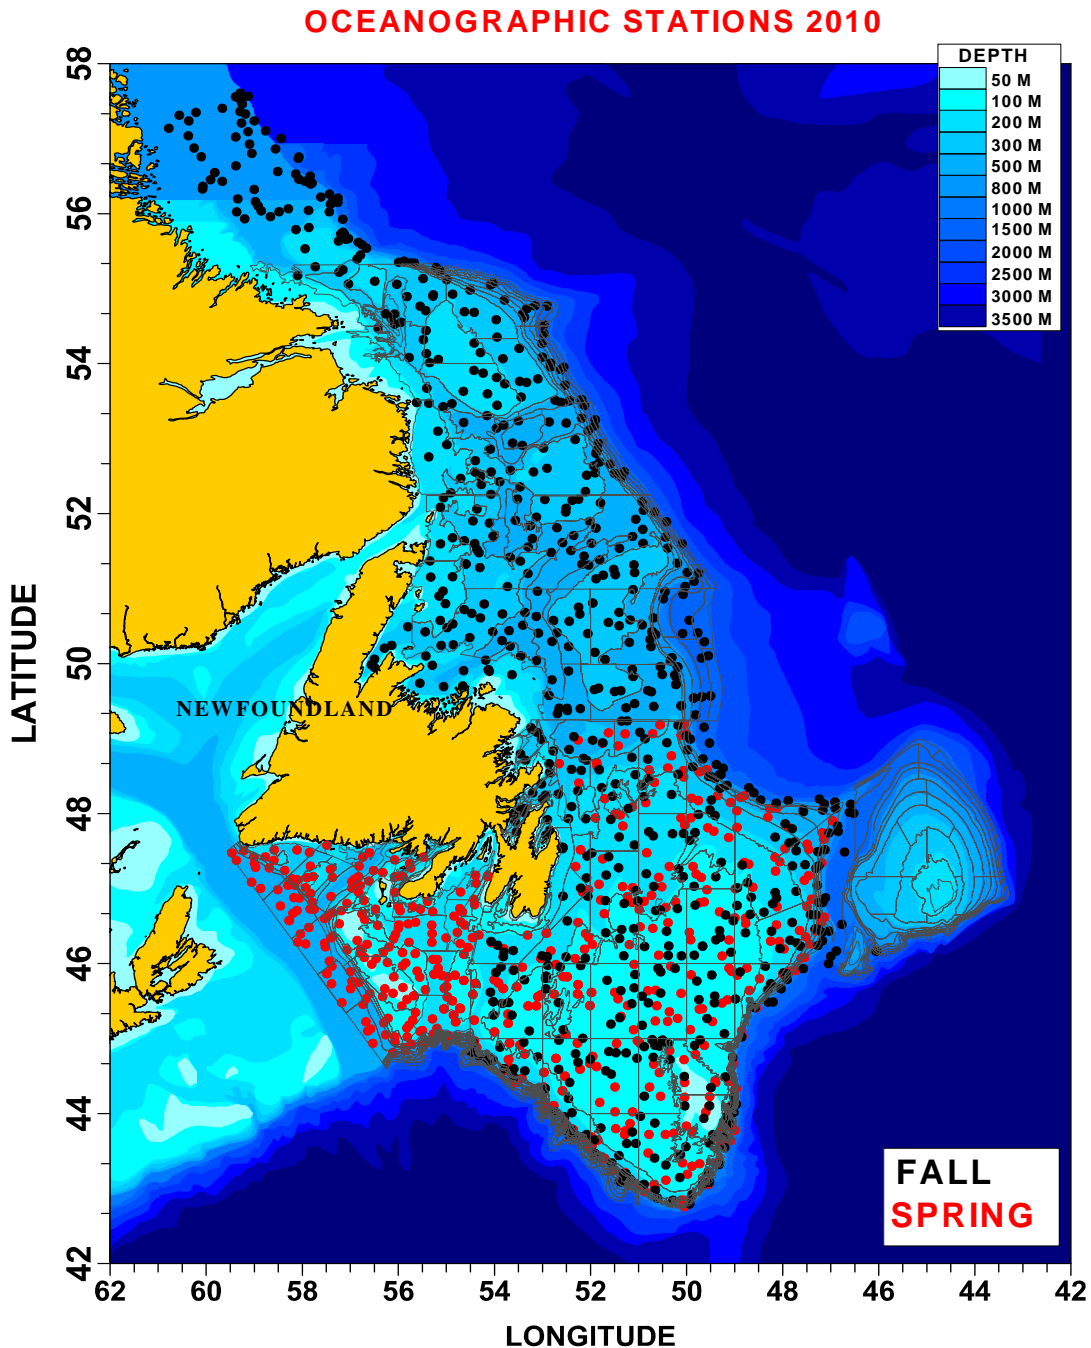 OCEANOGRAPHIC STATIONS 2010
DEPTH
50 M
100 M
200 M
300 M
500 M
800 M
1000 M
1500 M
2000 M
2500 M
3000 M
3500 M
58
56
54
52
50
48
46
44
42
LATITUDE
NEWFOUNDLAND
FALL
SPRING
62 60 58 56 54 52 50 48 46 44 42
LONGITUDE